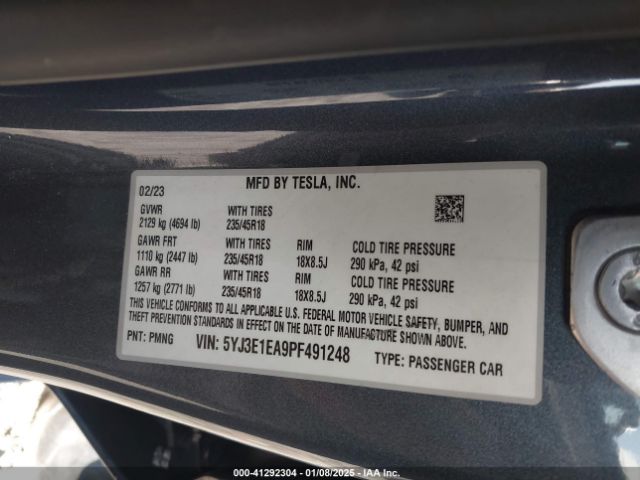 02/23 MFD BY TESLA, INC.
GVWR WITH TIRES
2129 kg (4694 lb) 235/45R18
GAWR FRT WITH TIRES RIM COLD TIRE PRESSURE
1110 kg (2447 lb) 235/45R18 18X8.5J 290 kPa, 42 psi
GAWR RR WITH TIRES RIM COLD TIRE PRESSURE
1257 kg (2771 lb) 235/45R18 18X8.5J 290 kPa, 42 psi
THIS VEHICLE CONFORMS TO ALL APPLICABLE U.S. FEDERAL MOTOR VEHICLE SAFETY, BUMPER, AND
THEFT PREVENTION STANDARDS IN EFFECT ON THE DATE OF MANUFACTURE SHOWN ABOVE.
PNT: PMNG VIN: 5YJ3E1EA9PF491248 TYPE: PASSENGER CAR
000-41292304 | 01/08/2025 | IAA Inc.